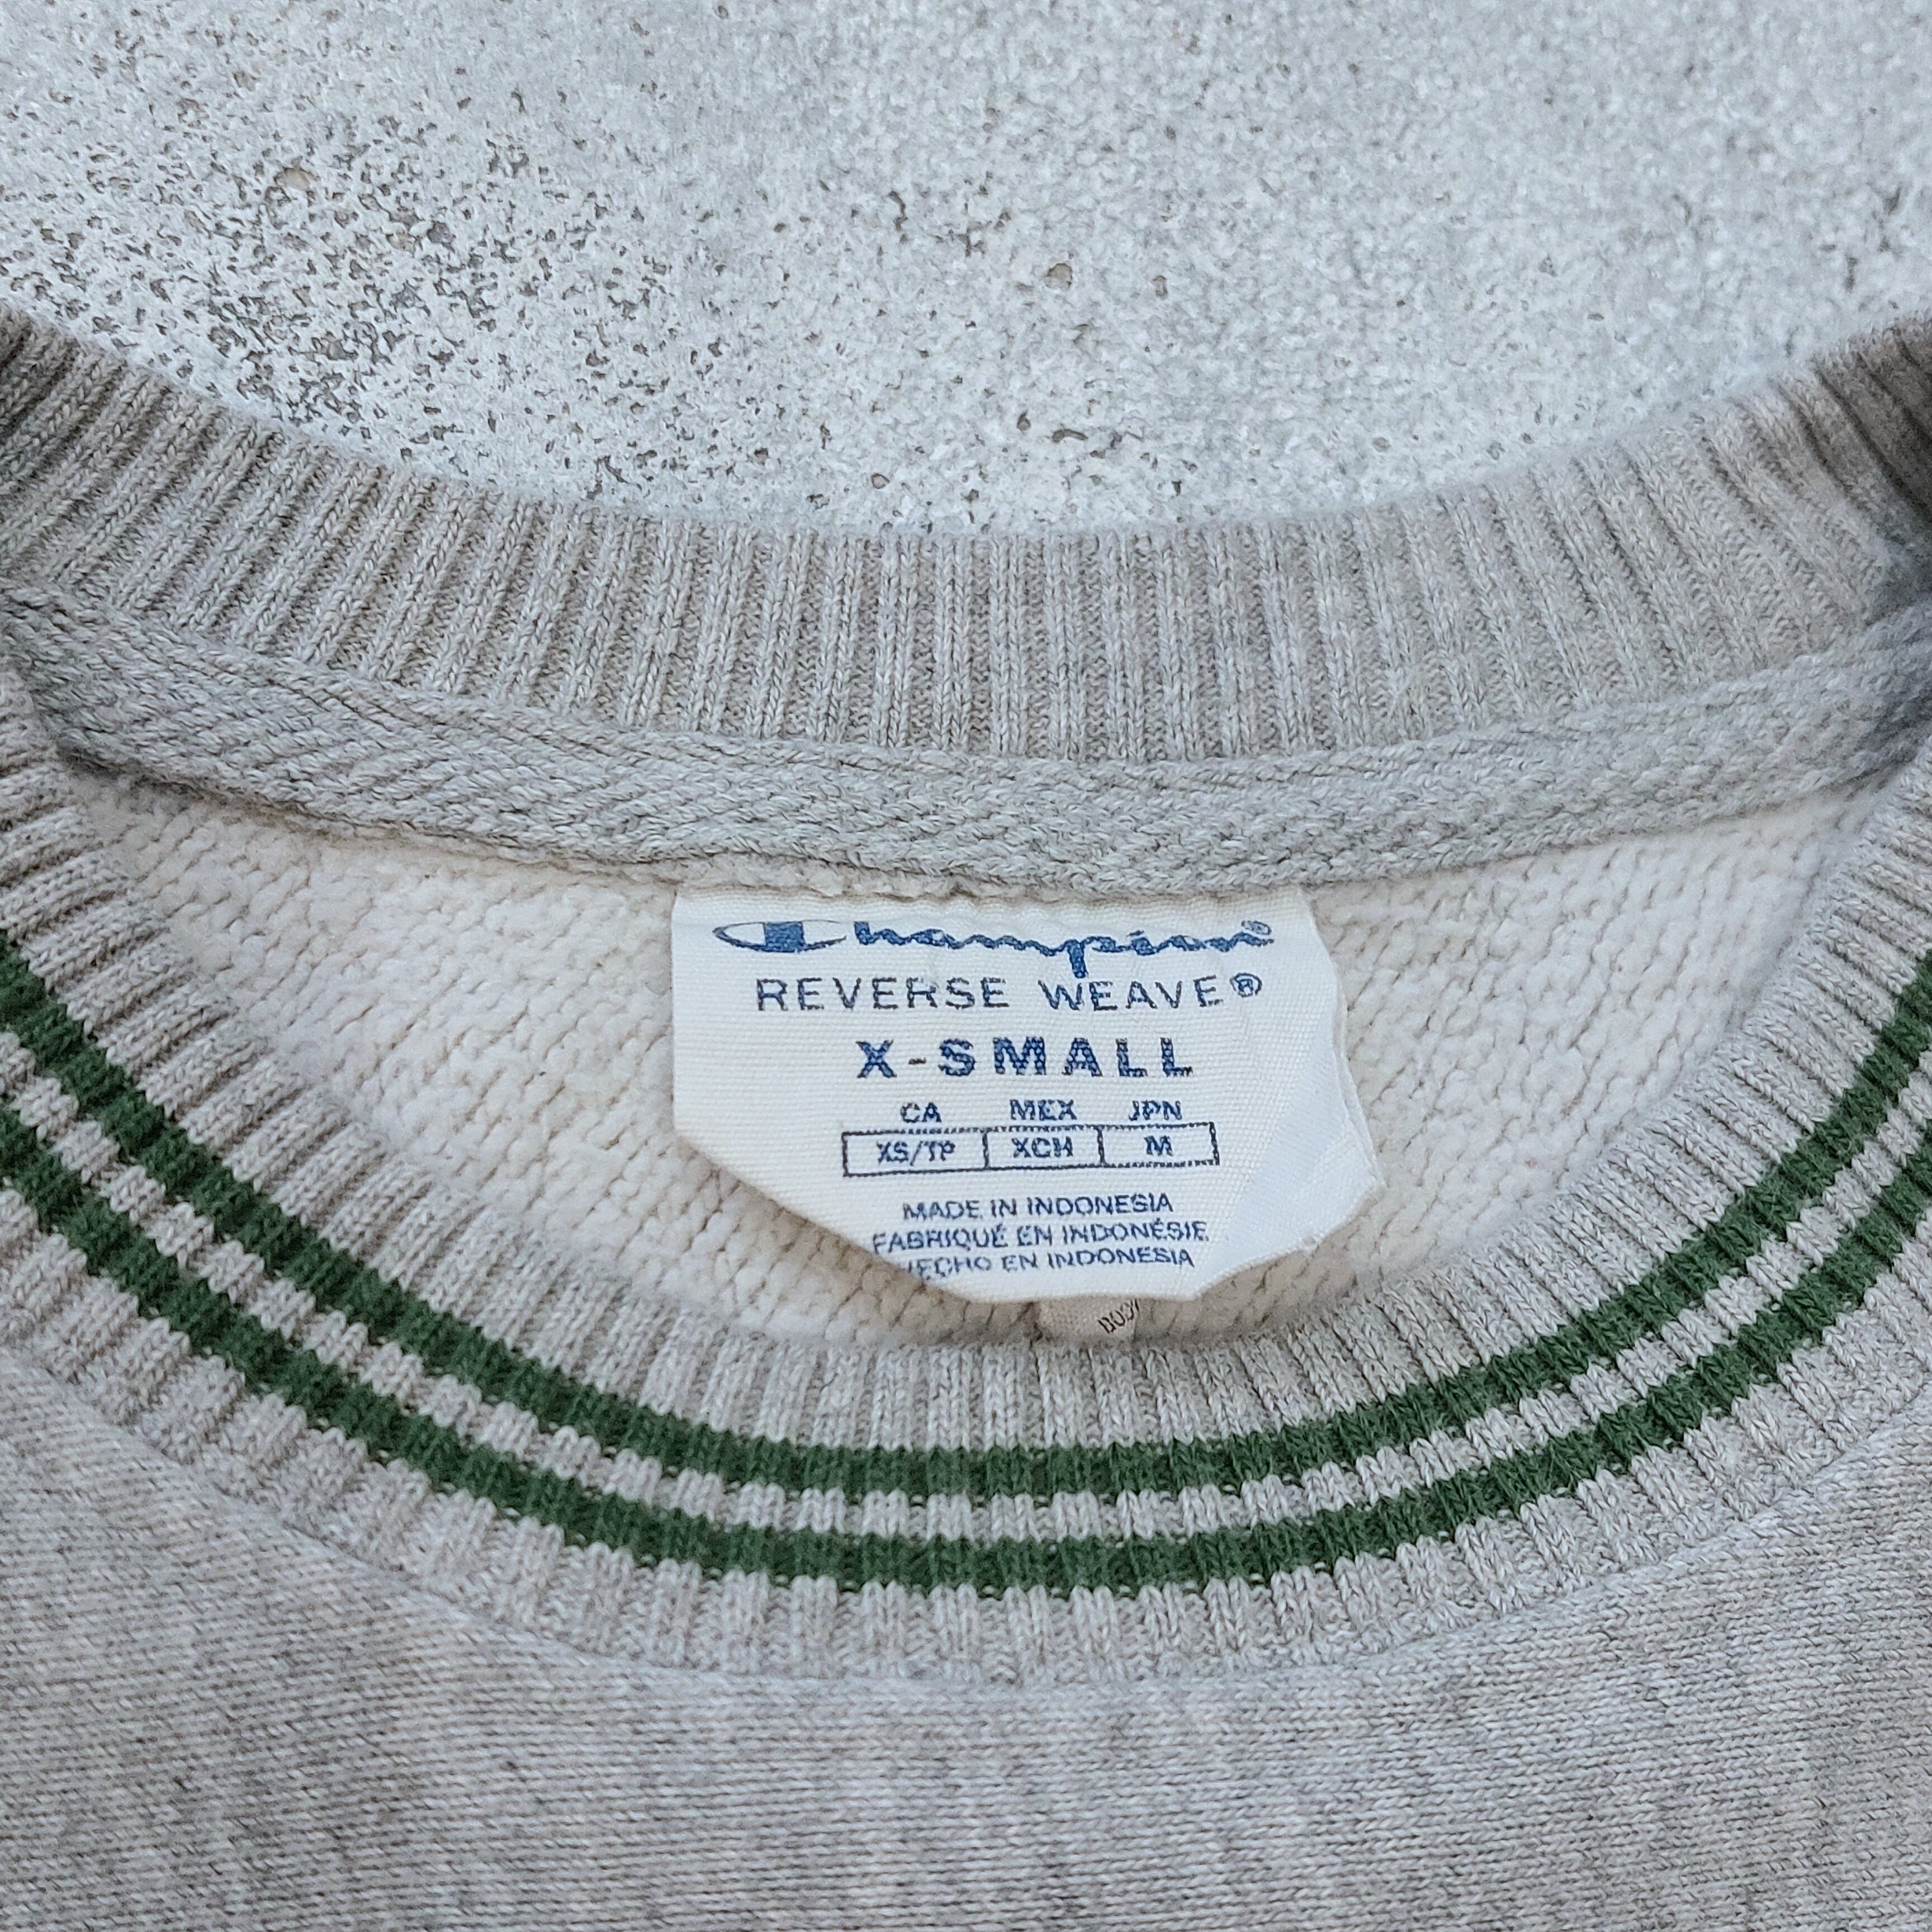 Champion®
REVERSE WEAVE®
X-SMALL
CA MEX JPN
XS/TP XCH M
MADE IN INDONESIA
FABRIQUÉ EN INDONÉSIE
HECHO EN INDONESIA